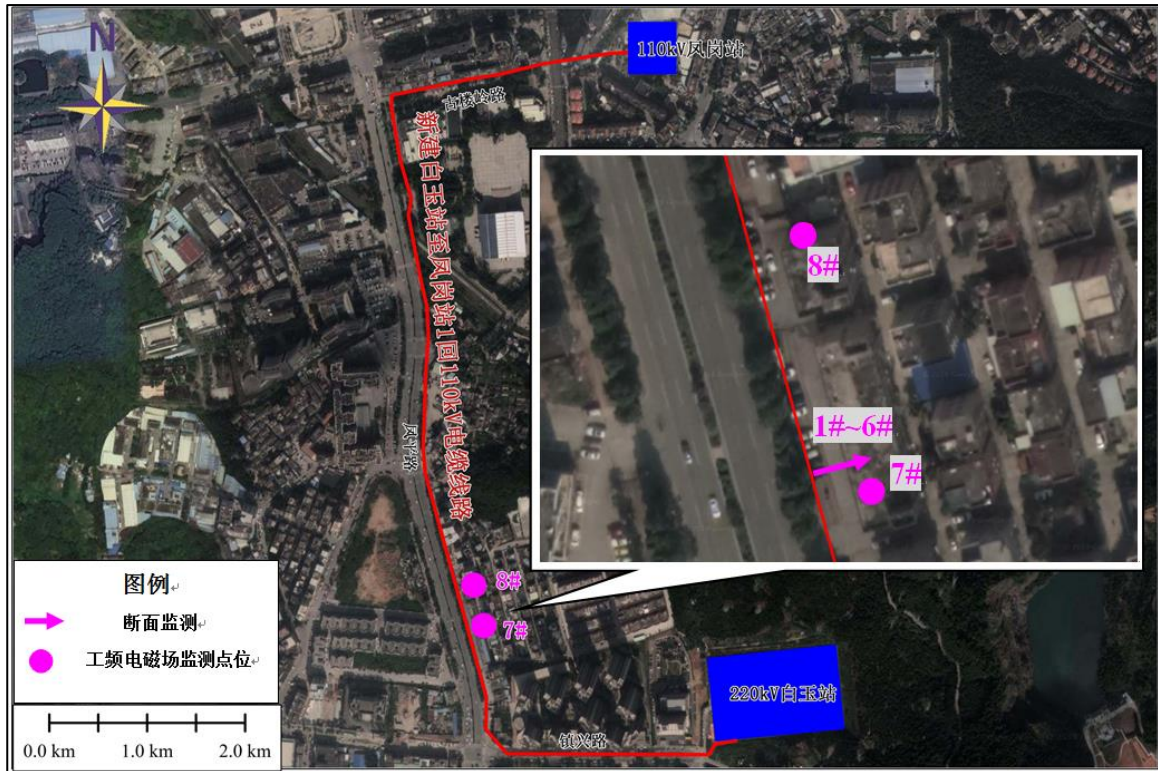 N
110kV凤岗站
古楼岭路
新建白玉站至凤岗站1回110kV电缆线路
8#
1#~6#
7#
凤平路
8#
7#
图例
断面监测
工频电磁场监测点位
220kV白玉站
镇兴路
0.0 km
1.0 km
2.0 km